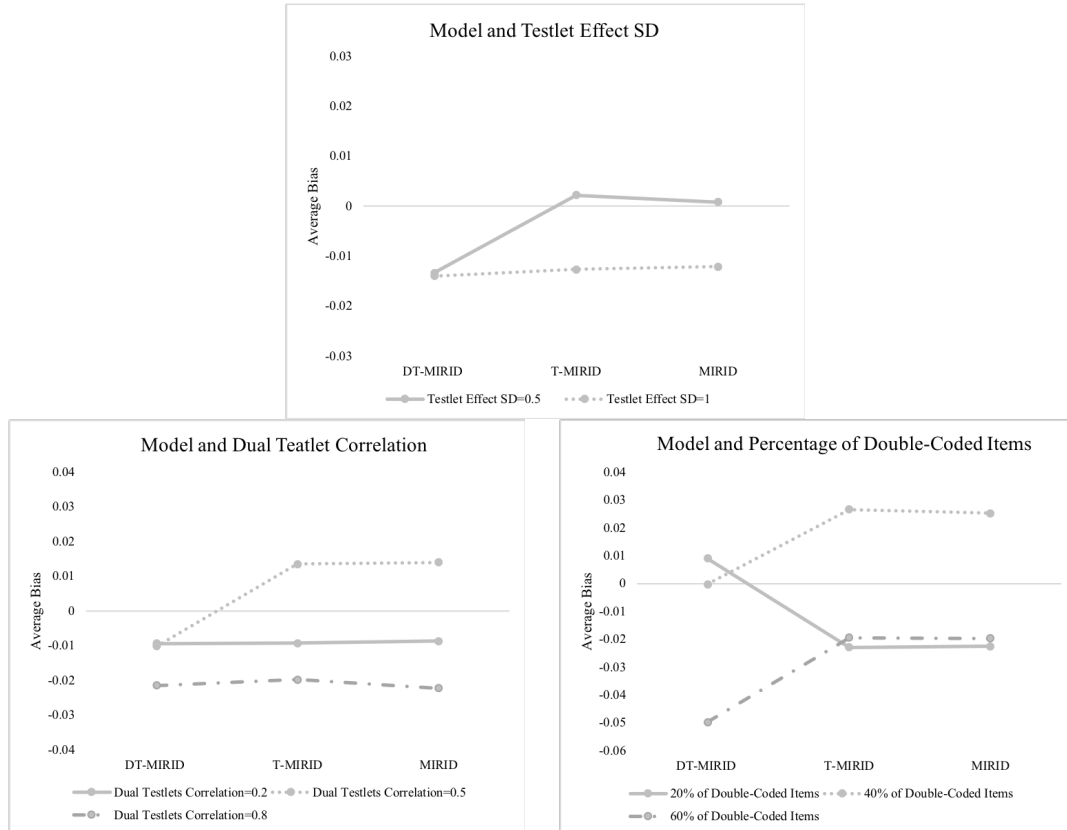 Model and Testlet Effect SD
0.03
0.02
0.01
0
-0.01
-0.02
-0.03
Average Bias
DT-MIRID T-MIRID MIRID
Testlet Effect SD=0.5 Testlet Effect SD=1
Model and Dual Teatlet Correlation
0.04
0.03
0.02
0.01
0
-0.01
-0.02
-0.03
-0.04
Average Bias
DT-MIRID T-MIRID MIRID
Dual Testlets Correlation=0.2 Dual Testlets Correlation=0.5
Dual Testlets Correlation=0.8
Model and Percentage of Double-Coded Items
0.04
0.03
0.02
0.01
0
-0.01
-0.02
-0.03
-0.04
-0.05
-0.06
Average Bias
DT-MIRID T-MIRID MIRID
20% of Double-Coded Items 40% of Double-Coded Items
60% of Double-Coded Items